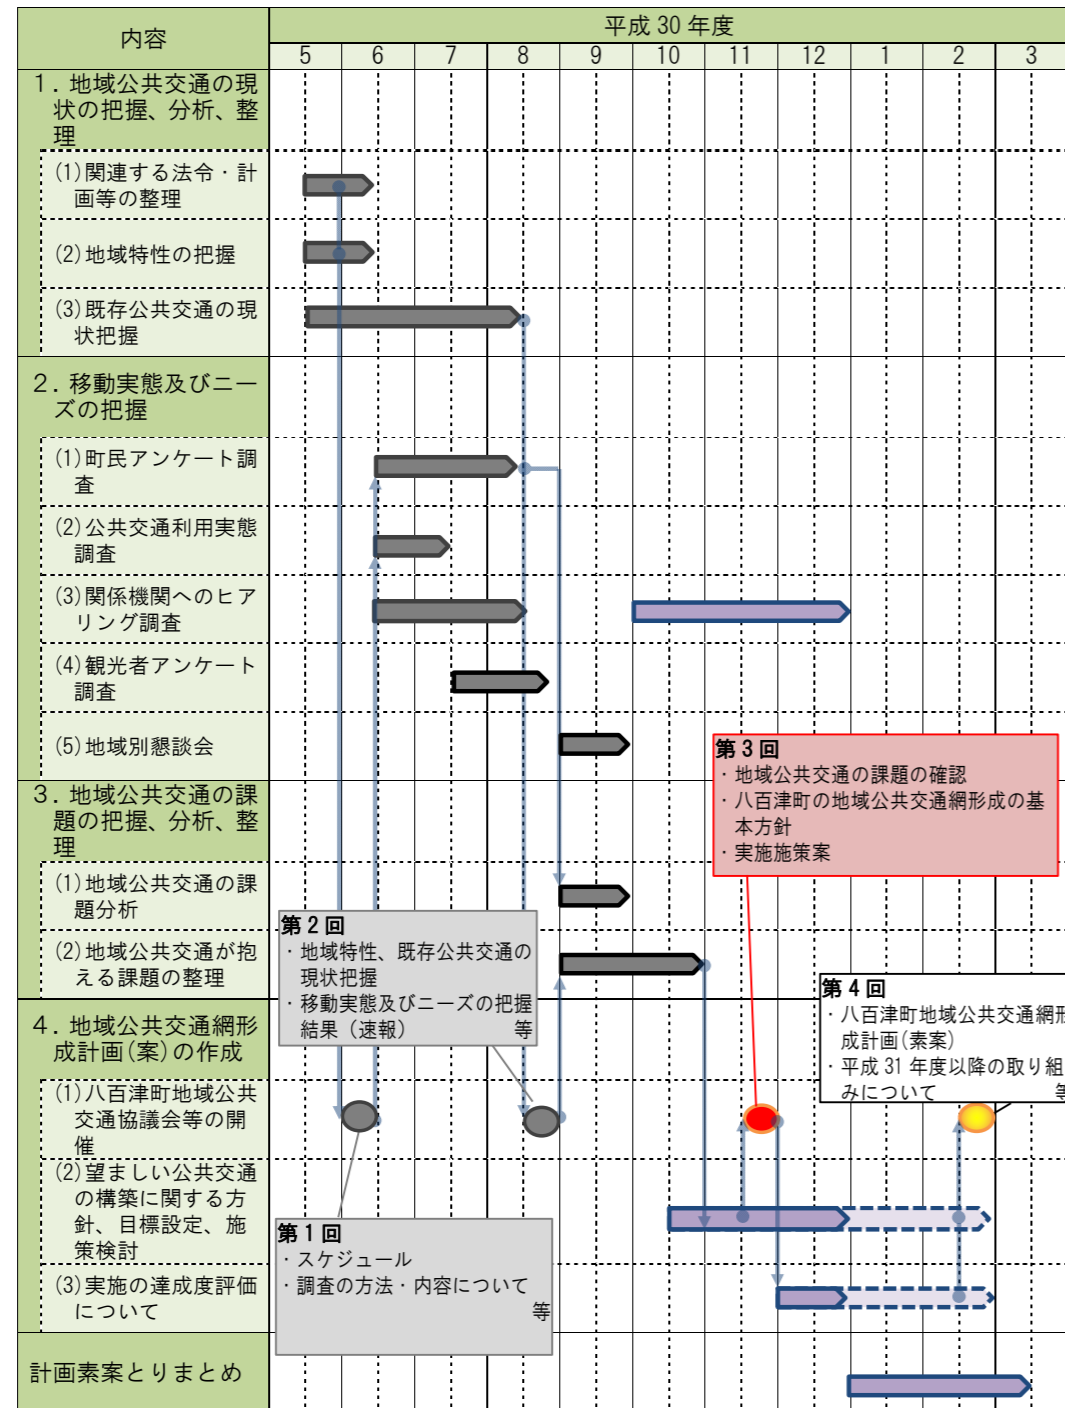 内容
平成 30 年度
5 6 7 8 9 10 11 12 1 2 3
1．地域公共交通の現
状の把握、分析、整
理
(1)関連する法令・計
画等の整理
(2)地域特性の把握
(3)既存公共交通の現
状把握
2．移動実態及びニー
ズの把握
(1)町民アンケート調
査
(2)公共交通利用実態
調査
(3)関係機関へのヒア
リング調査
(4)観光者アンケート
調査
(5)地域別懇談会
3．地域公共交通の課
題の把握、分析、整
理
(1)地域公共交通の課
題分析
(2)地域公共交通が抱
える課題の整理
4．地域公共交通網形
成計画(案)の作成
(1)八百津町地域公共
交通協議会等の開
催
(2)望ましい公共交通
の構築に関する方
針、目標設定、施
策検討
(3)実施の達成度評価
について
計画素案とりまとめ
第 3 回
・地域公共交通の課題の確認
・八百津町の地域公共交通網形成の基
本方針
・実施施策案
第 2 回
・地域特性、既存公共交通の
現状把握
・移動実態及びニーズの把握
結果（速報） 等
第 4 回
・八百津町地域公共交通網形
成計画(素案)
・平成 31 年度以降の取り組
みについて 等
第 1 回
・スケジュール
・調査の方法・内容について
等